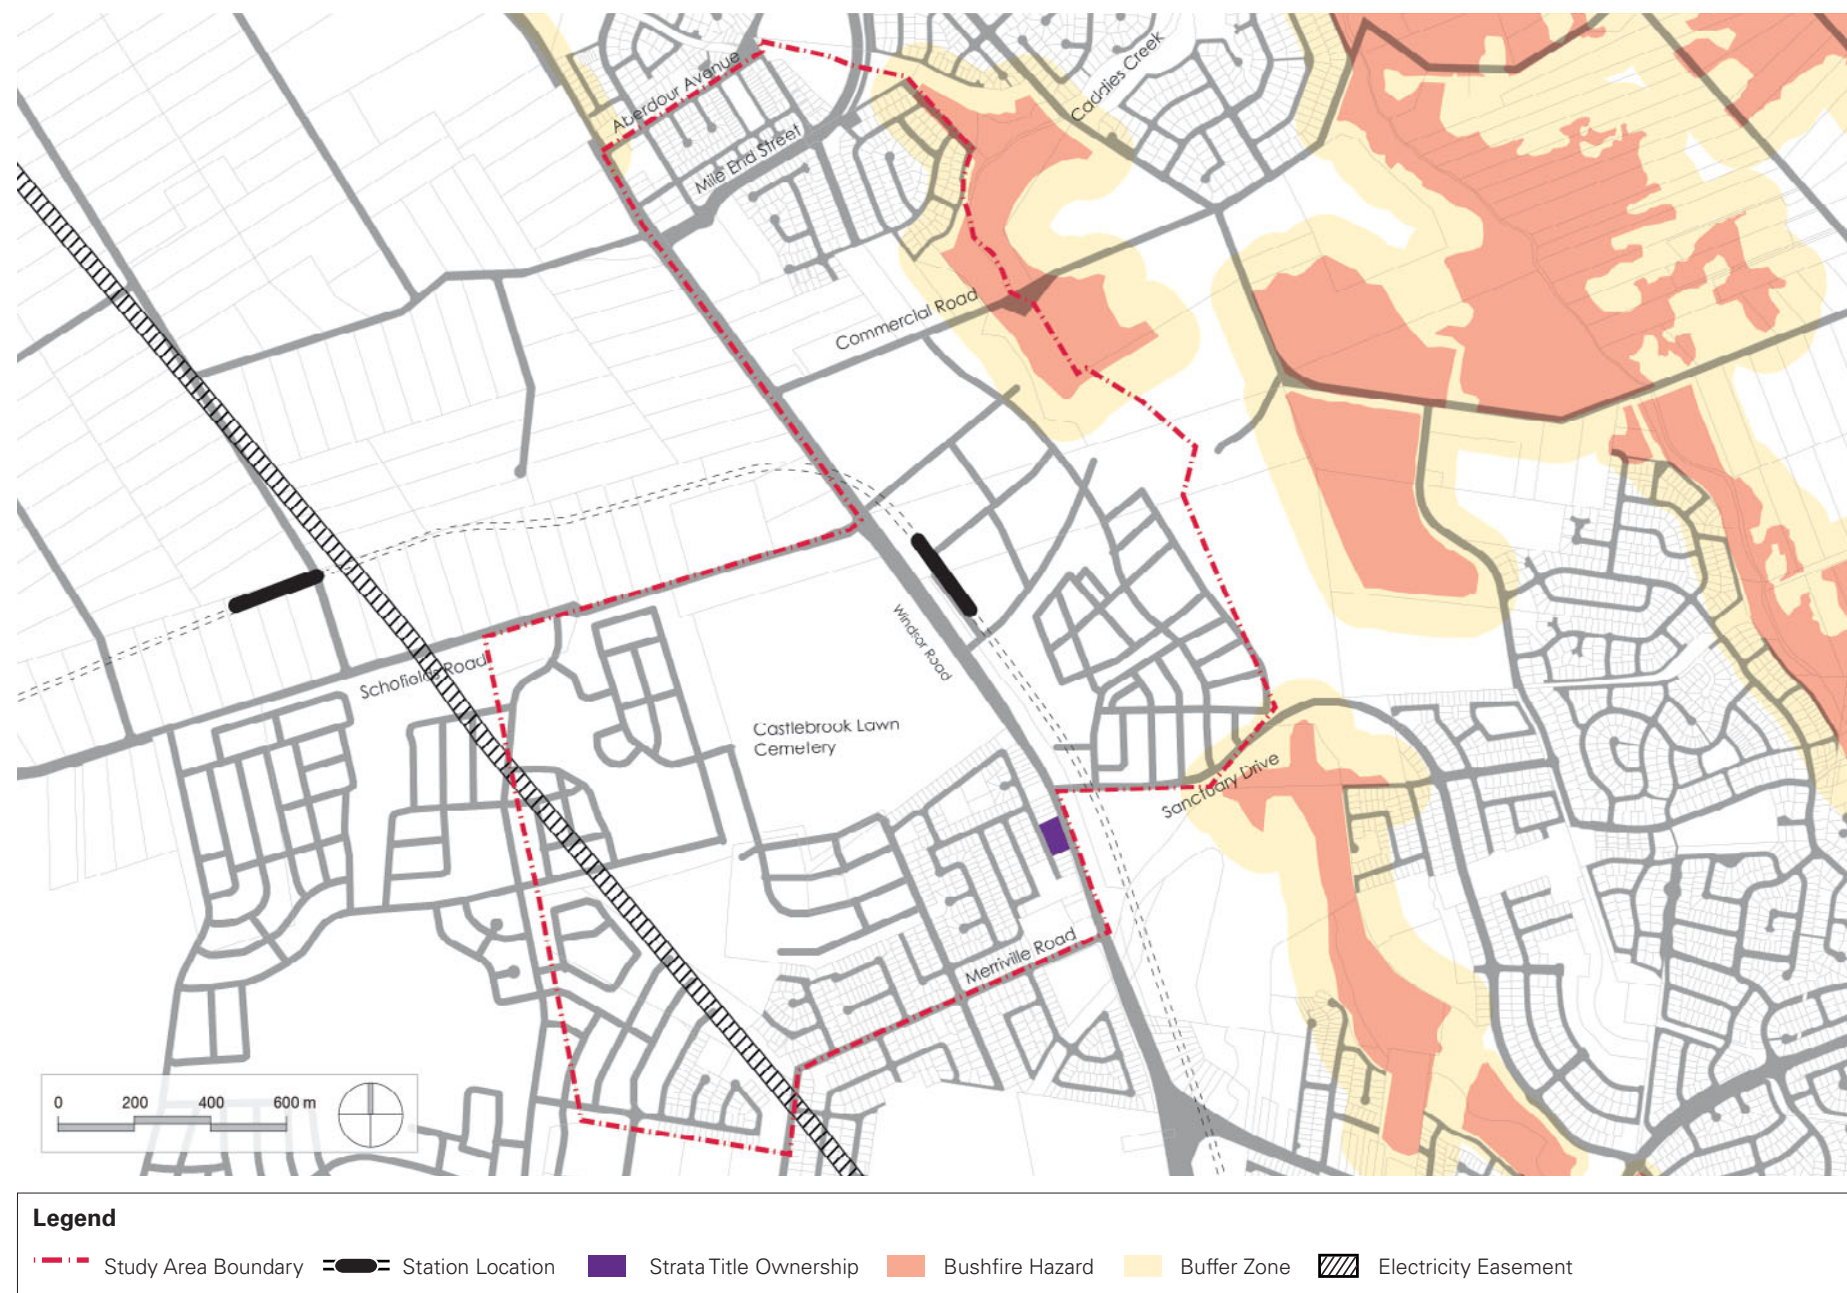 Aberdour Avenue
Caddies Creek
Mile End Street
Commercial Road
Windsor Road
Schofields Road
Castlebrook Lawn
Cemetery
Sanctuary Drive
Merriville Road
0 200 400 600 m
Legend
Study Area Boundary Station Location Strata Title Ownership Bushfire Hazard Buffer Zone Electricity Easement